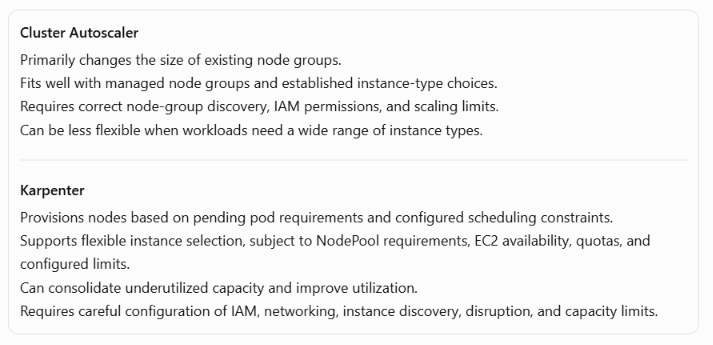 Cluster Autoscaler
Primarily changes the size of existing node groups.
Fits well with managed node groups and established instance-type choices.
Requires correct node-group discovery, IAM permissions, and scaling limits.
Can be less flexible when workloads need a wide range of instance types.
Karpenter
Provisions nodes based on pending pod requirements and configured scheduling constraints.
Supports flexible instance selection, subject to NodePool requirements, EC2 availability, quotas, and
configured limits.
Can consolidate underutilized capacity and improve utilization.
Requires careful configuration of IAM, networking, instance discovery, disruption, and capacity limits.